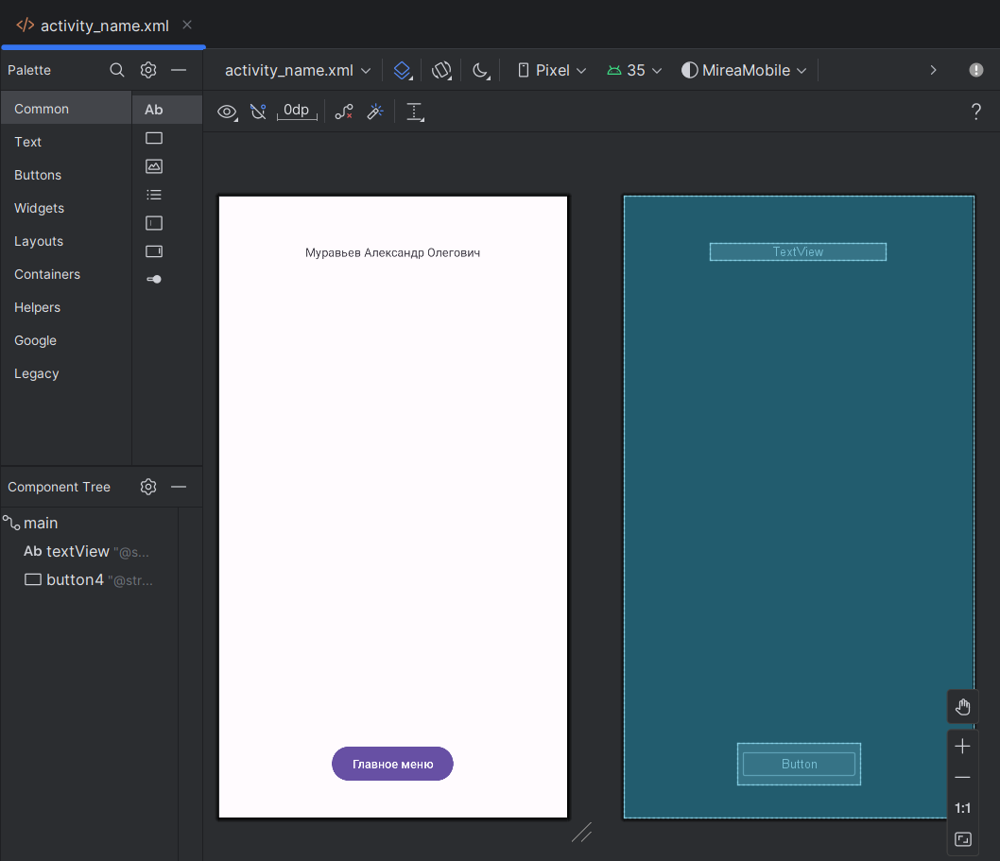 activity_name.xml
Palette
activity_name.xml
Pixel
35
MireaMobile
Common
Ab
0dp
?
Text
Buttons
Widgets
Layouts
Containers
Helpers
Google
Legacy
Муравьев Александр Олегович
TextView
Component Tree
main
Ab textView "@s...
button4 "@str...
Главное меню
Button
1:1